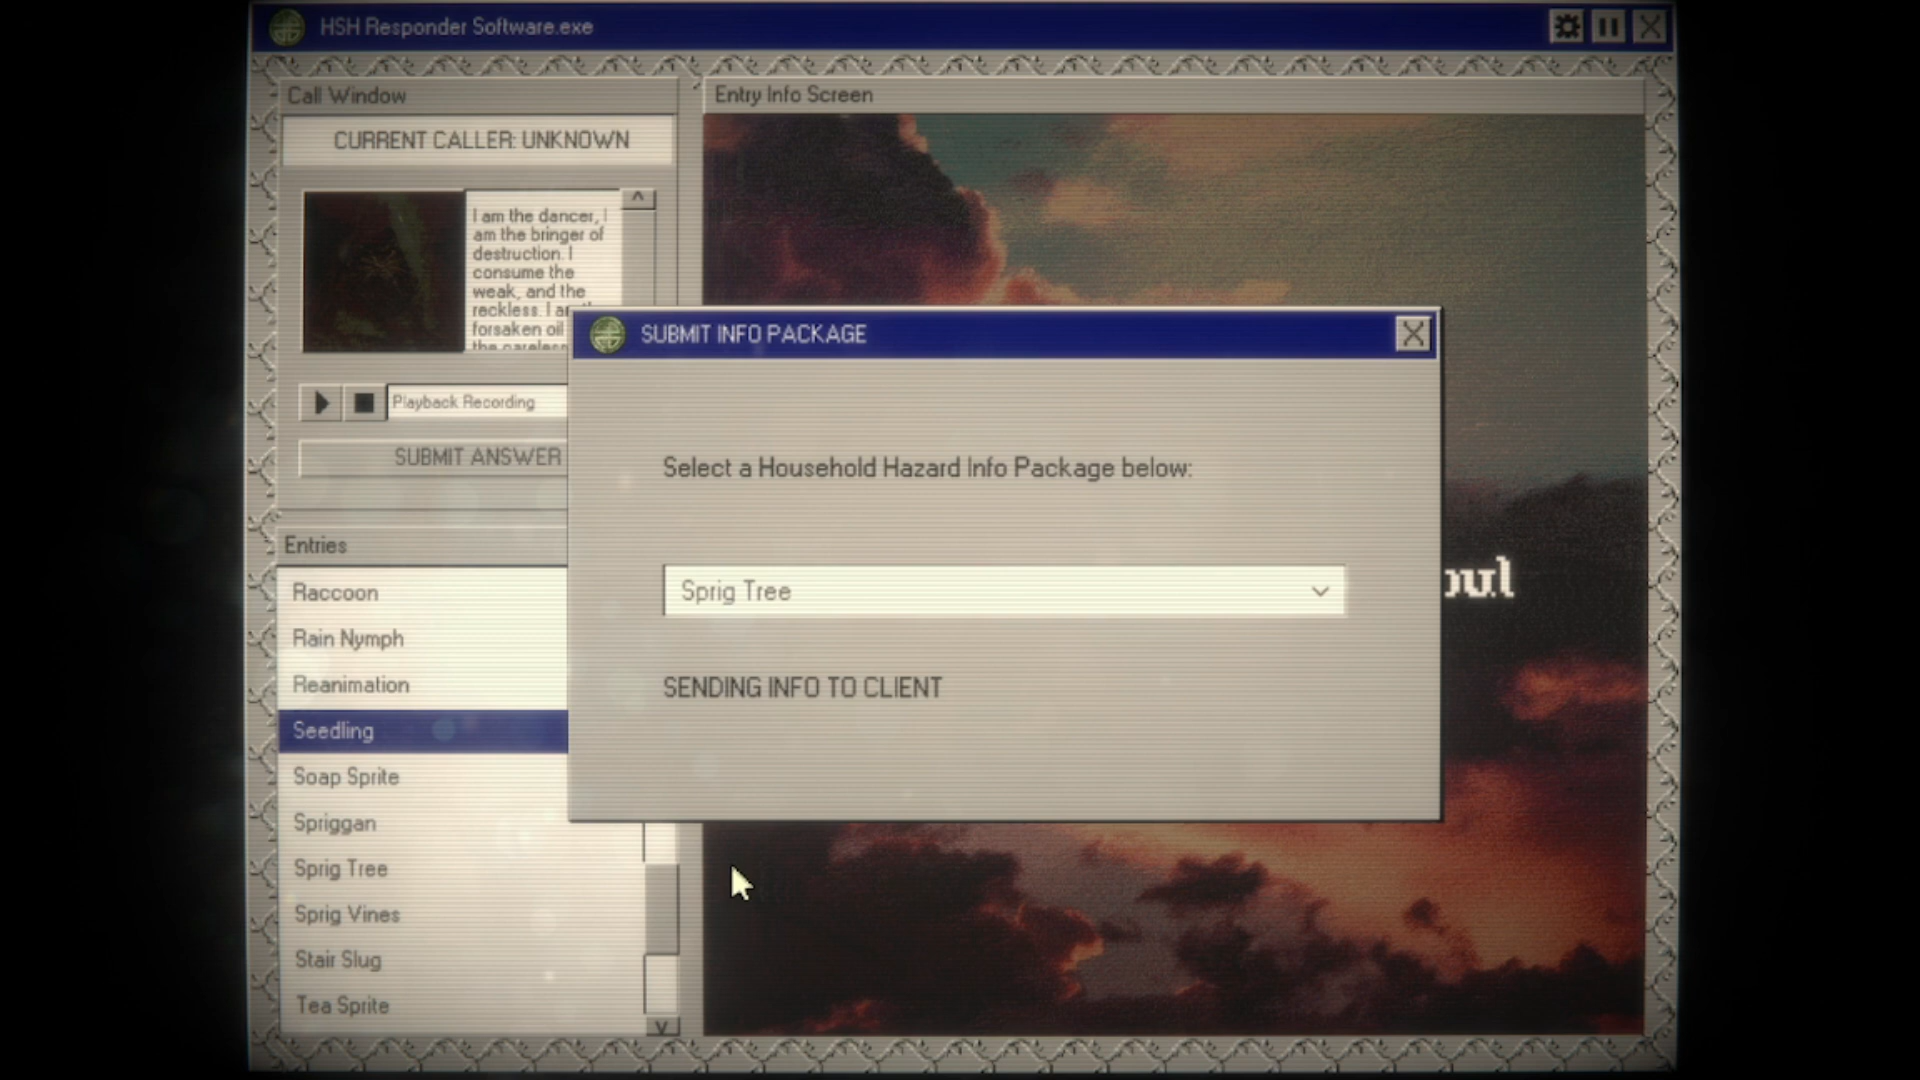 HSH Responder Software.exe
Call Window
CURRENT CALLER: UNKNOWN
I am the dancer, I
am the bringer of
destruction. I
consume the
weak, and the
reckless. I am
forsaken oil
the careless
Playback Recording
SUBMIT ANSWER
Entries
Raccoon
Rain Nymph
Reanimation
Seedling
Soap Sprite
Spriggan
Sprig Tree
Sprig Vines
Stair Slug
Tea Sprite
Entry Info Screen
SUBMIT INFO PACKAGE
Select a Household Hazard Info Package below:
Sprig Tree
SENDING INFO TO CLIENT